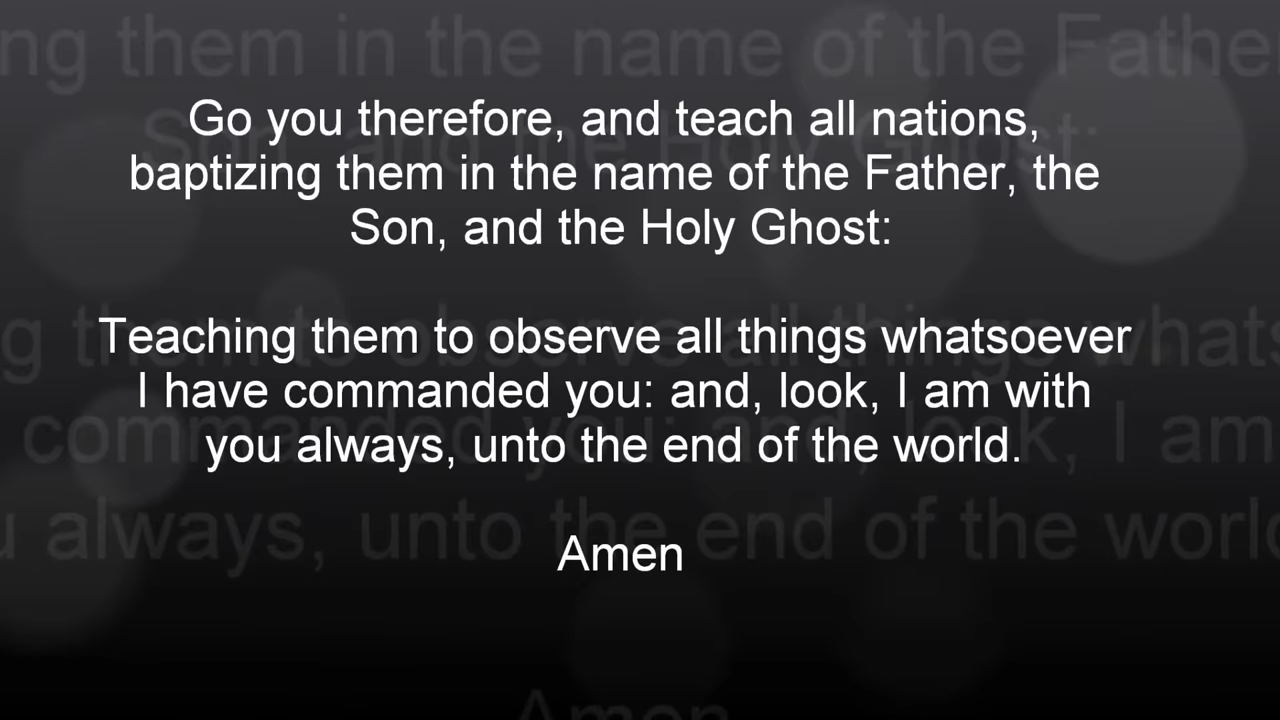 Go you therefore, and teach all nations,
baptizing them in the name of the Father, the
Son, and the Holy Ghost:
Teaching them to observe all things whatsoever
I have commanded you: and, look, I am with
you always, unto the end of the world.
Amen